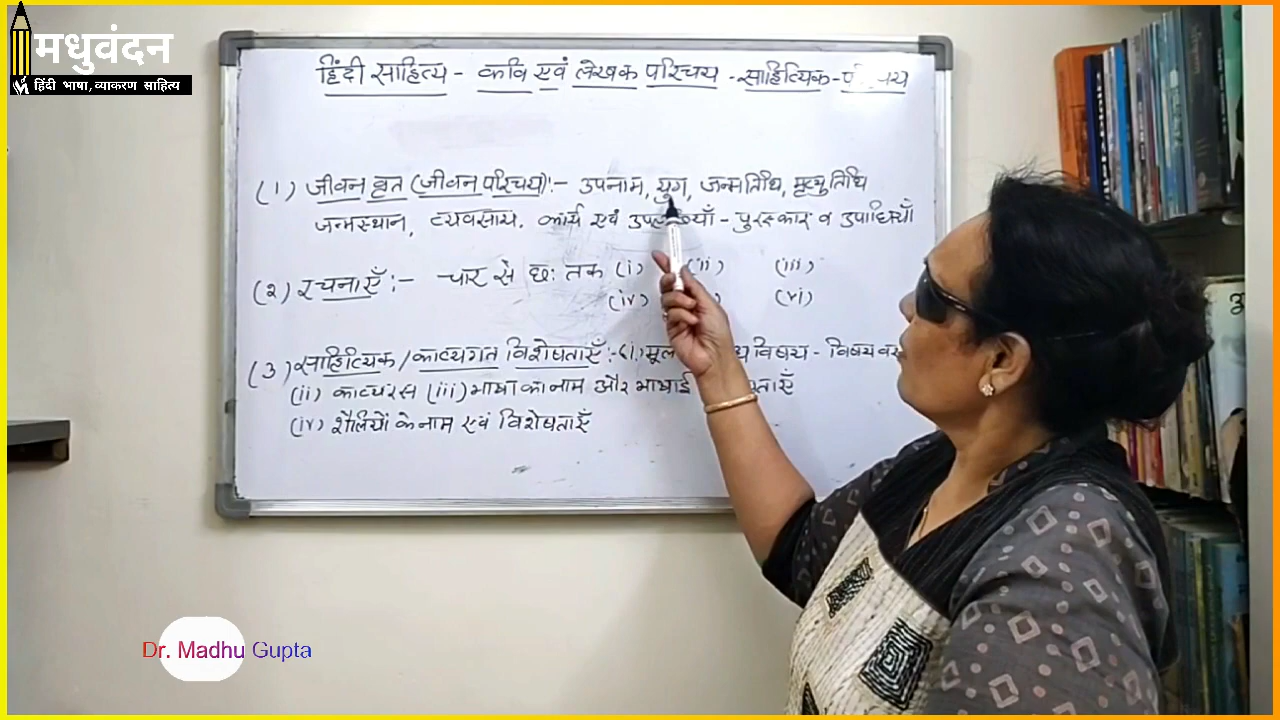 मधुवंदन
हिंदी भाषा,व्याकरण साहित्य
हिंदी साहित्य - कवि एवं लेखक परिचय - साहित्यिक-
(1) जीवन वृत (जीवन परिचय):- उपनाम, युग, जन्मतिथि, मृत्युतिथि
जन्मस्थान, व्यवसाय. कार्य एवं - पुरस्कार व उपाधियाँ
(2) रचनाएँ:- चार से छः तक (i) (ii) (iii)
(iv) (vi)
(3) साहित्यिक/काव्यगत विशेषताएँ:-(i) मूल विषय - विषय
(ii) काव्यरस (iii) भाषा का नाम और
(iv) शैलियों के नाम एवं विशेषताएँ
Dr. Madhu Gupta